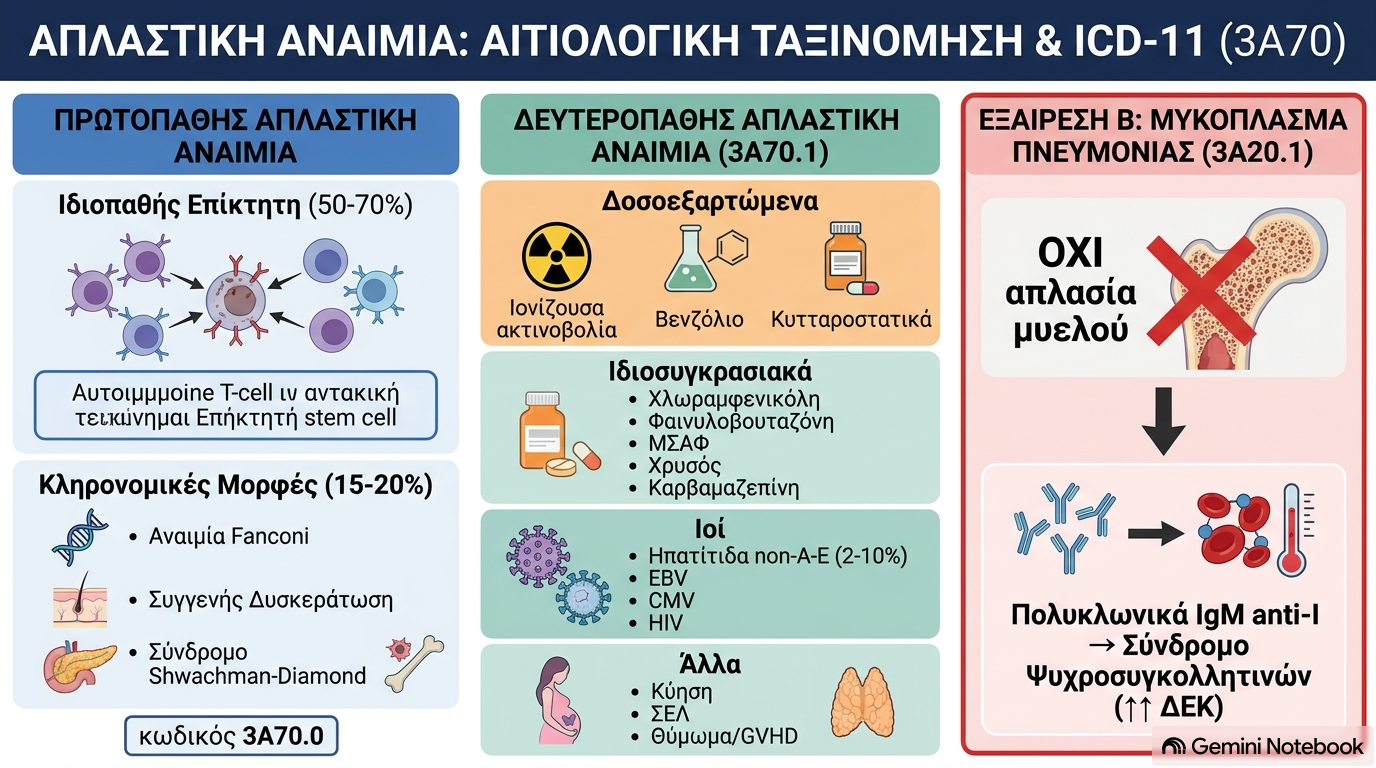 ΑΠΛΑΣΤΙΚΗ ΑΝΑΙΜΙΑ: ΑΙΤΙΟΛΟΓΙΚΗ ΤΑΞΙΝΟΜΗΣΗ & ICD-11 (3A70)
ΠΡΩΤΟΠΑΘΗΣ ΑΠΛΑΣΤΙΚΗ
ΑΝΑΙΜΙΑ
Ιδιοπαθής Επίκτητη (50-70%)
T-cell ιν αντακική
Επήκτητή stem cell
Κληρονομικές Μορφές (15-20%)
• Αναιμία Fanconi
• Συγγενής Δυσκεράτωση
• Σύνδρομο
Shwachman-Diamond
κωδικός 3A70.0
ΔΕΥΤΕΡΟΠΑΘΗΣ ΑΠΛΑΣΤΙΚΗ
ΑΝΑΙΜΙΑ (3A70.1)
Δοσοεξαρτώμενα
Ιονίζουσα
ακτινοβολία
Βενζόλιο
Κυτταροστατικά
Ιδιοσυγκρασιακά
• Χλωραμφενικόλη
• Φαινυλοβουταζόνη
• ΜΣΑΦ
• Χρυσός
• Καρβαμαζεπίνη
Ιοί
• Ηπατίτιδα non-A-E (2-10%)
• EBV
• CMV
• HIV
Άλλα
• Κύηση
• ΣΕΛ
• Θύμωμα/GVHD
ΕΞΑΙΡΕΣΗ Β: ΜΥΚΟΠΛΑΣΜΑ
ΠΝΕΥΜΟΝΙΑΣ (3A20.1)
ΟΧΙ
απλασία
μυελού
Πολυκλωνικά IgM anti-I
→ Σύνδρομο
Ψυχροσυγκολλητινών
(↑↑ ΔΕΚ)
Gemini Notebook